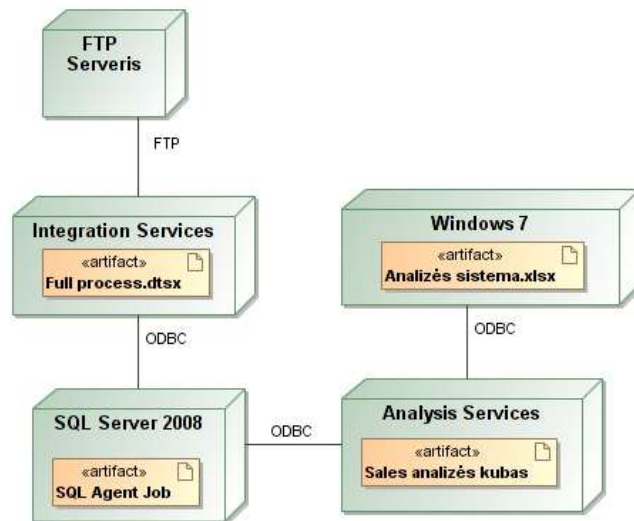 FTP
Serveris
FTP
Integration Services
«artifact»
Full process.dtsx
Windows 7
«artifact»
Analizės sistema.xlsx
ODBC
ODBC
SQL Server 2008
«artifact»
SQL Agent Job
ODBC
Analysis Services
«artifact»
Sales analizės kubas